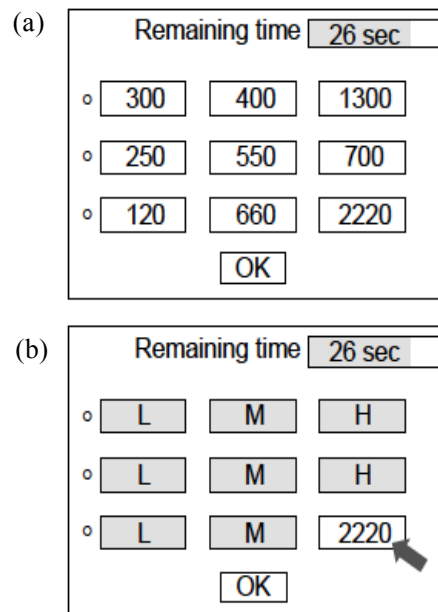 (a)
Remaining time 26 sec
o 300 400 1300
o 250 550 700
o 120 660 2220
OK
(b)
Remaining time 26 sec
o L M H
o L M H
o L M 2220
OK